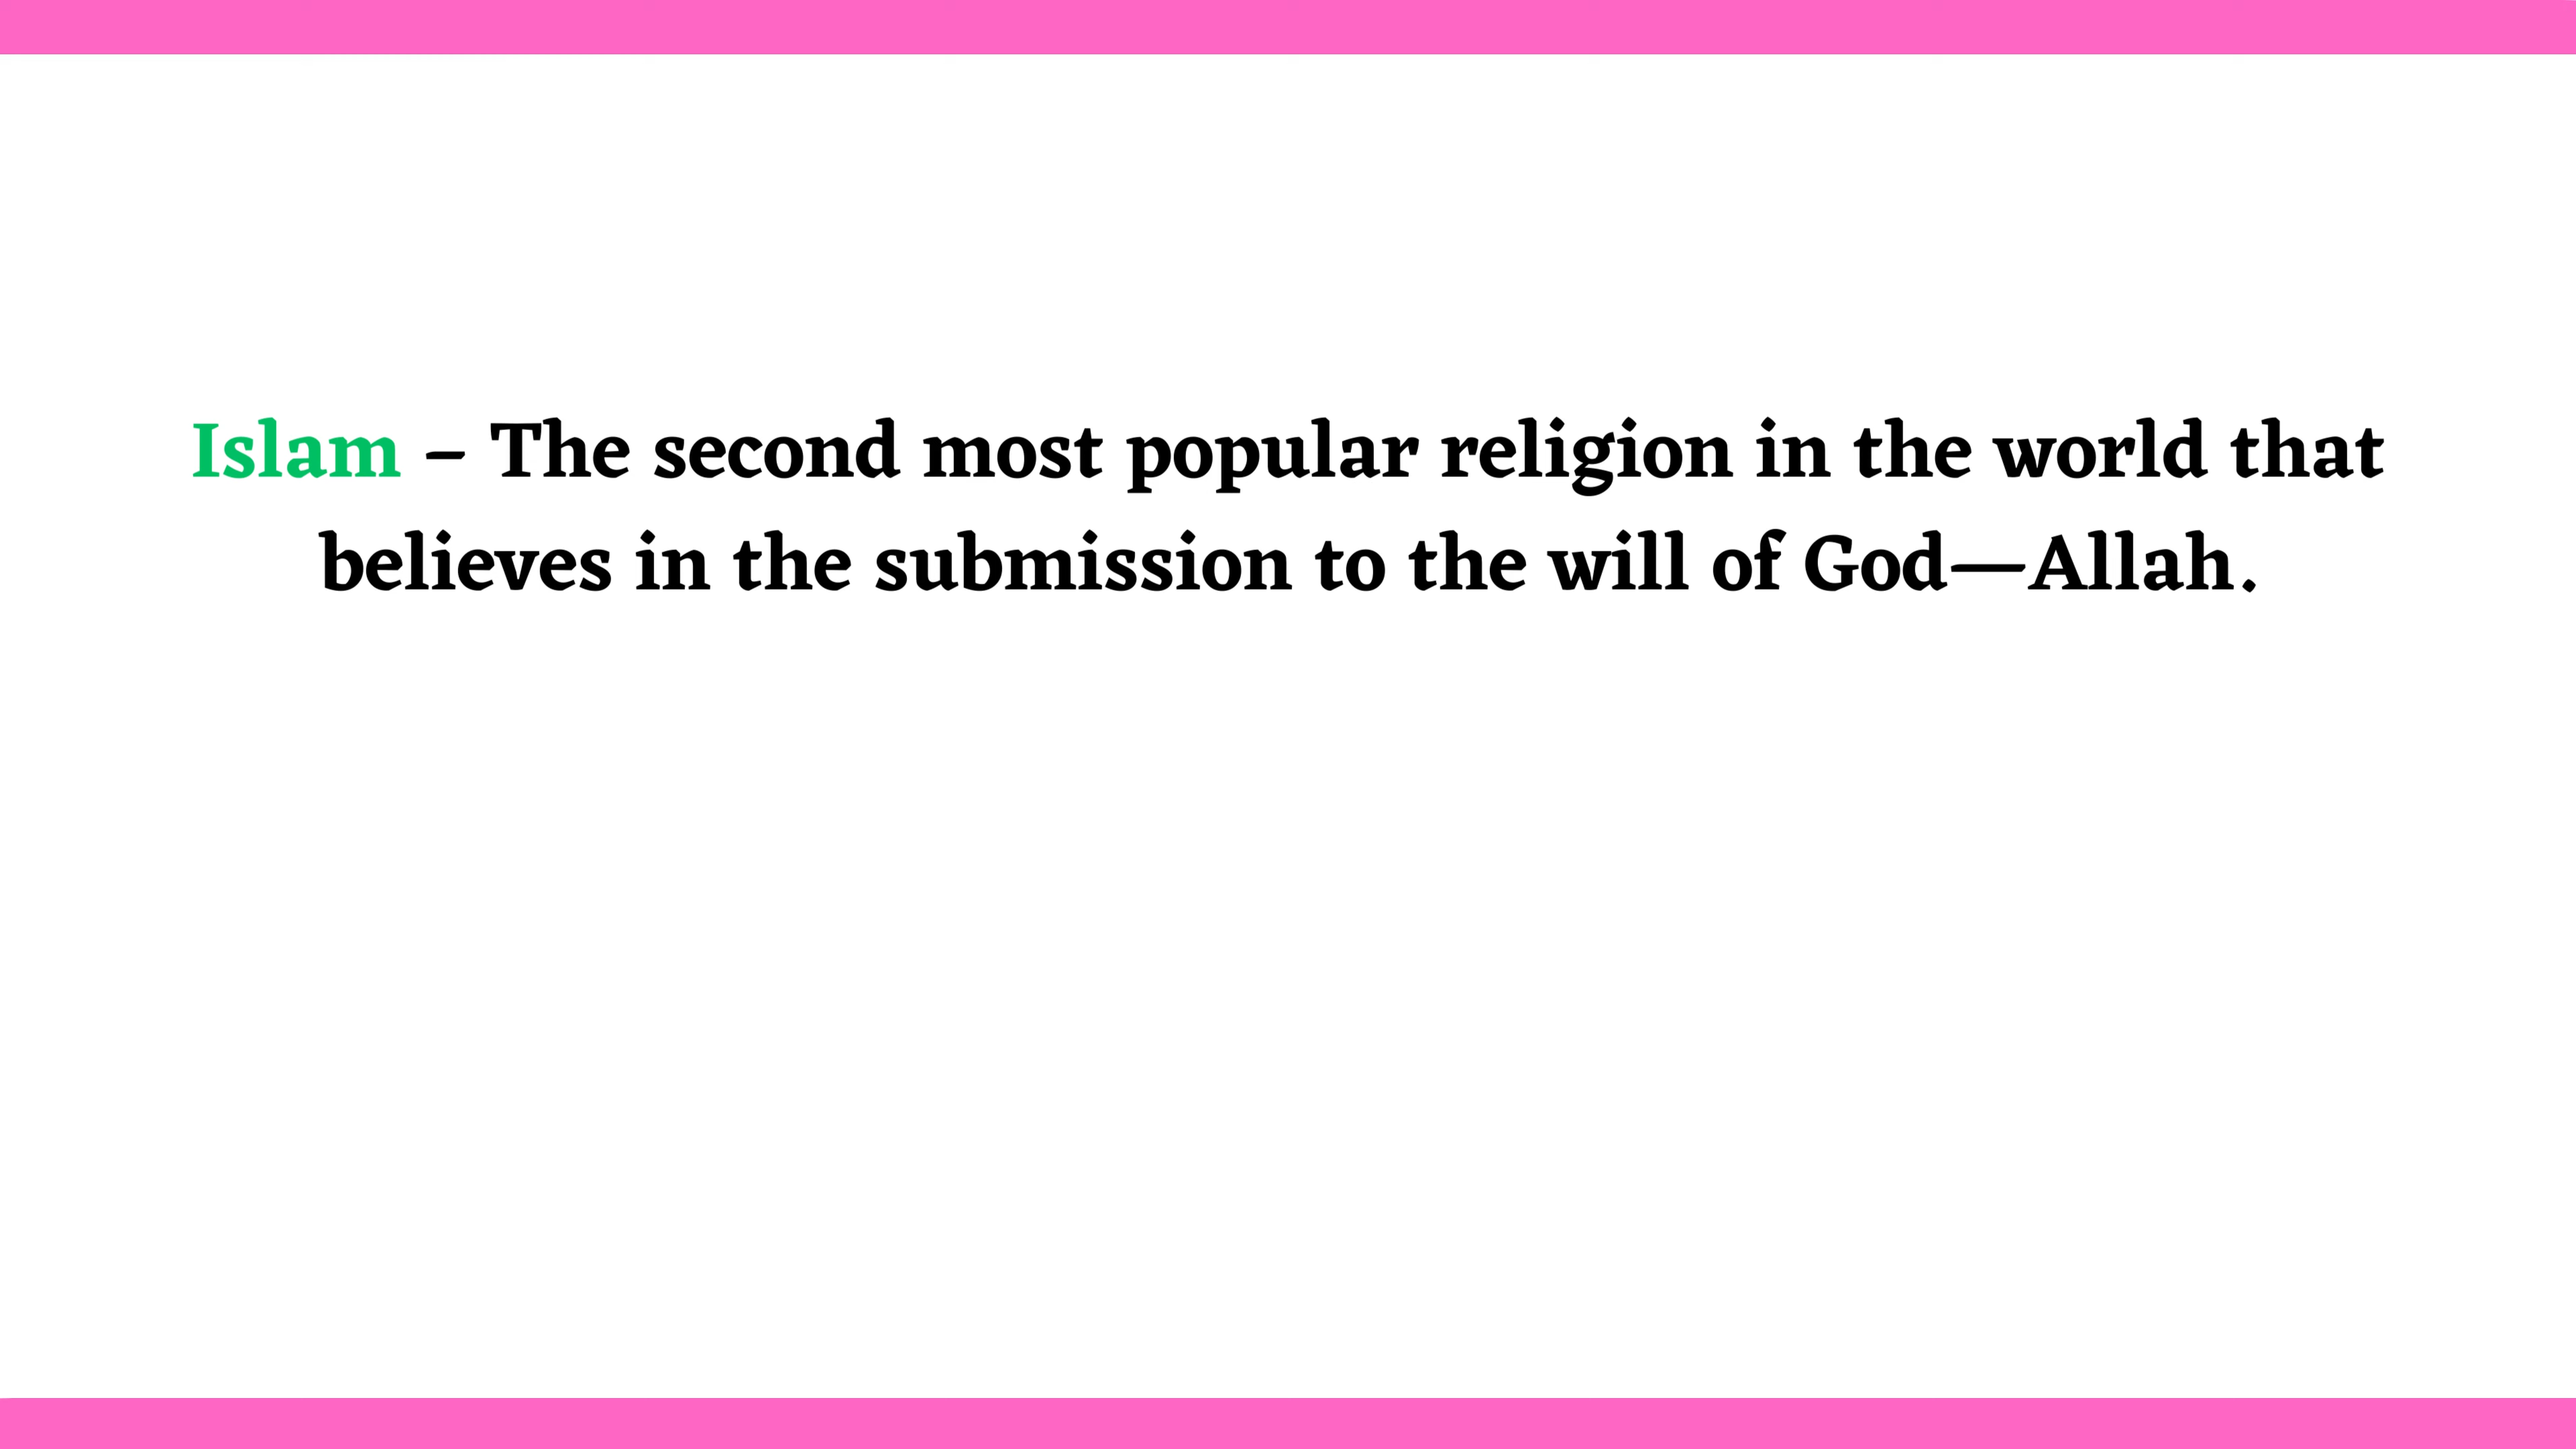 Islam – The second most popular religion in the world that
believes in the submission to the will of God—Allah.